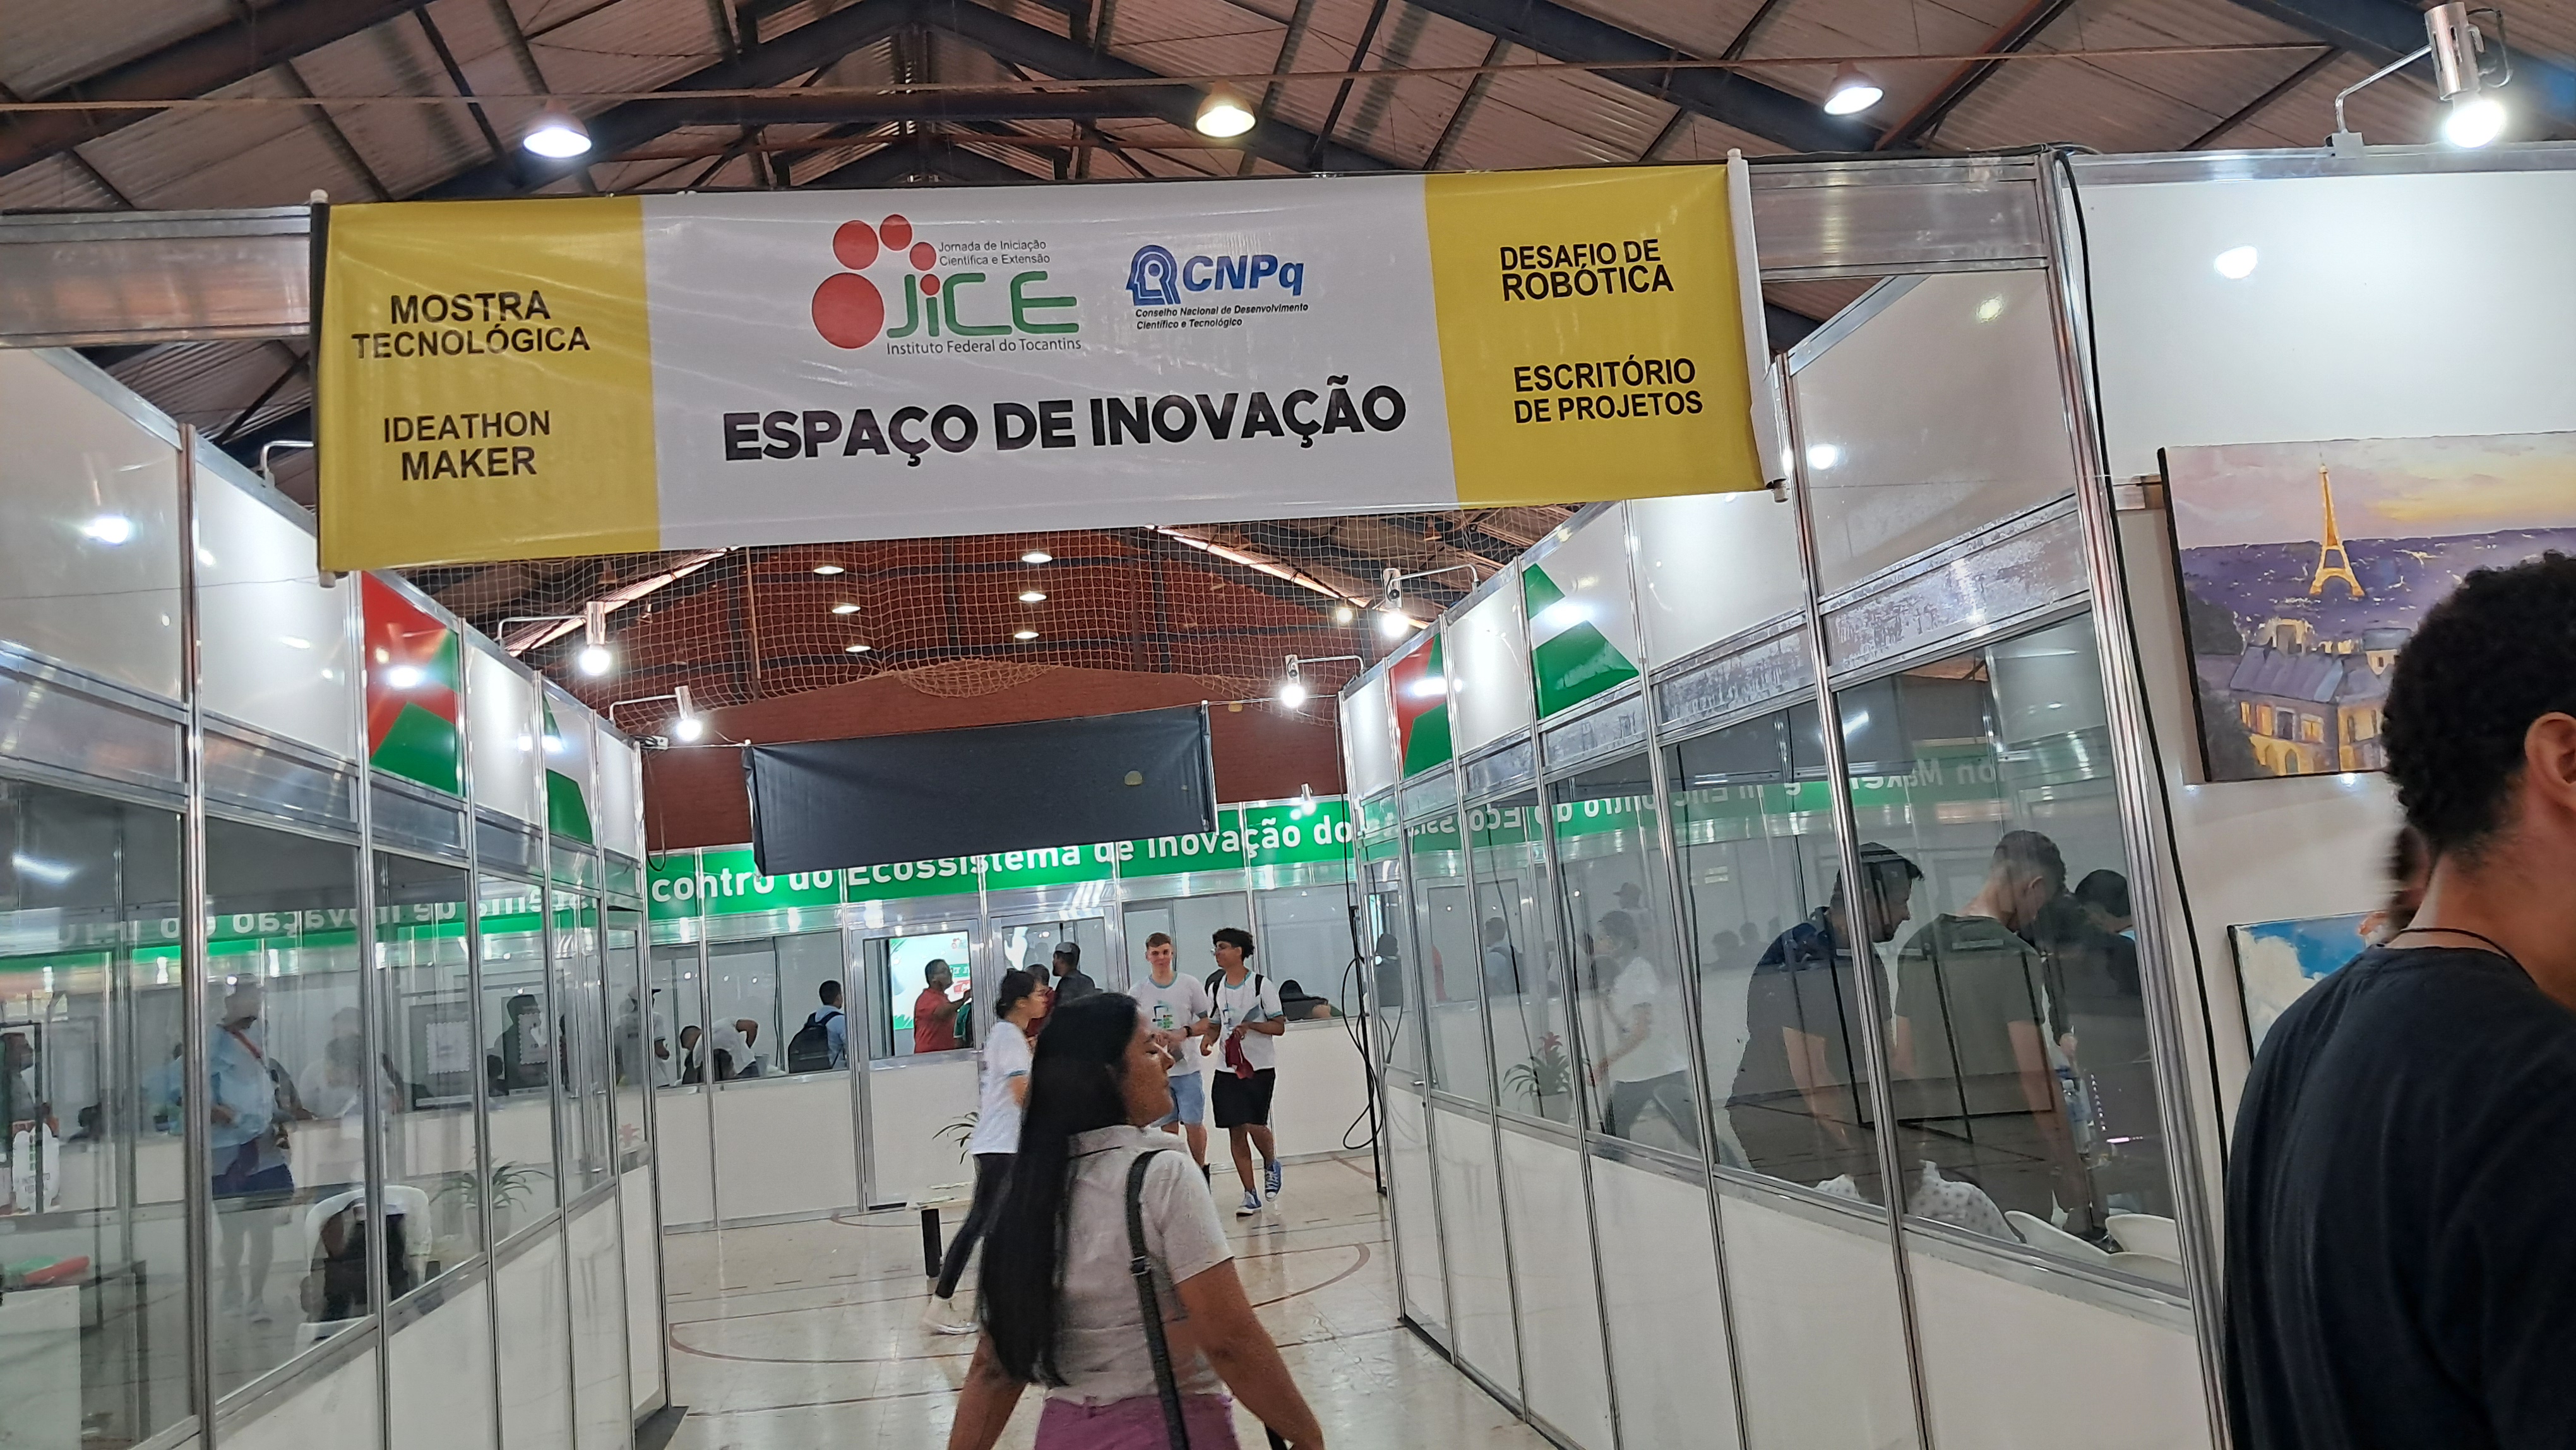 MOSTRA
TECNOLÓGICA
IDEATHON
MAKER
Jornada de Iniciação
Científica e Extensão
JiCE
Instituto Federal do Tocantins
CNPq
Conselho Nacional de Desenvolvimento
Científico e Tecnológico
ESPAÇO DE INOVAÇÃO
DESAFIO DE
ROBÓTICA
ESCRITÓRIO
DE PROJETOS
contro do Ecossistema de Inovação do